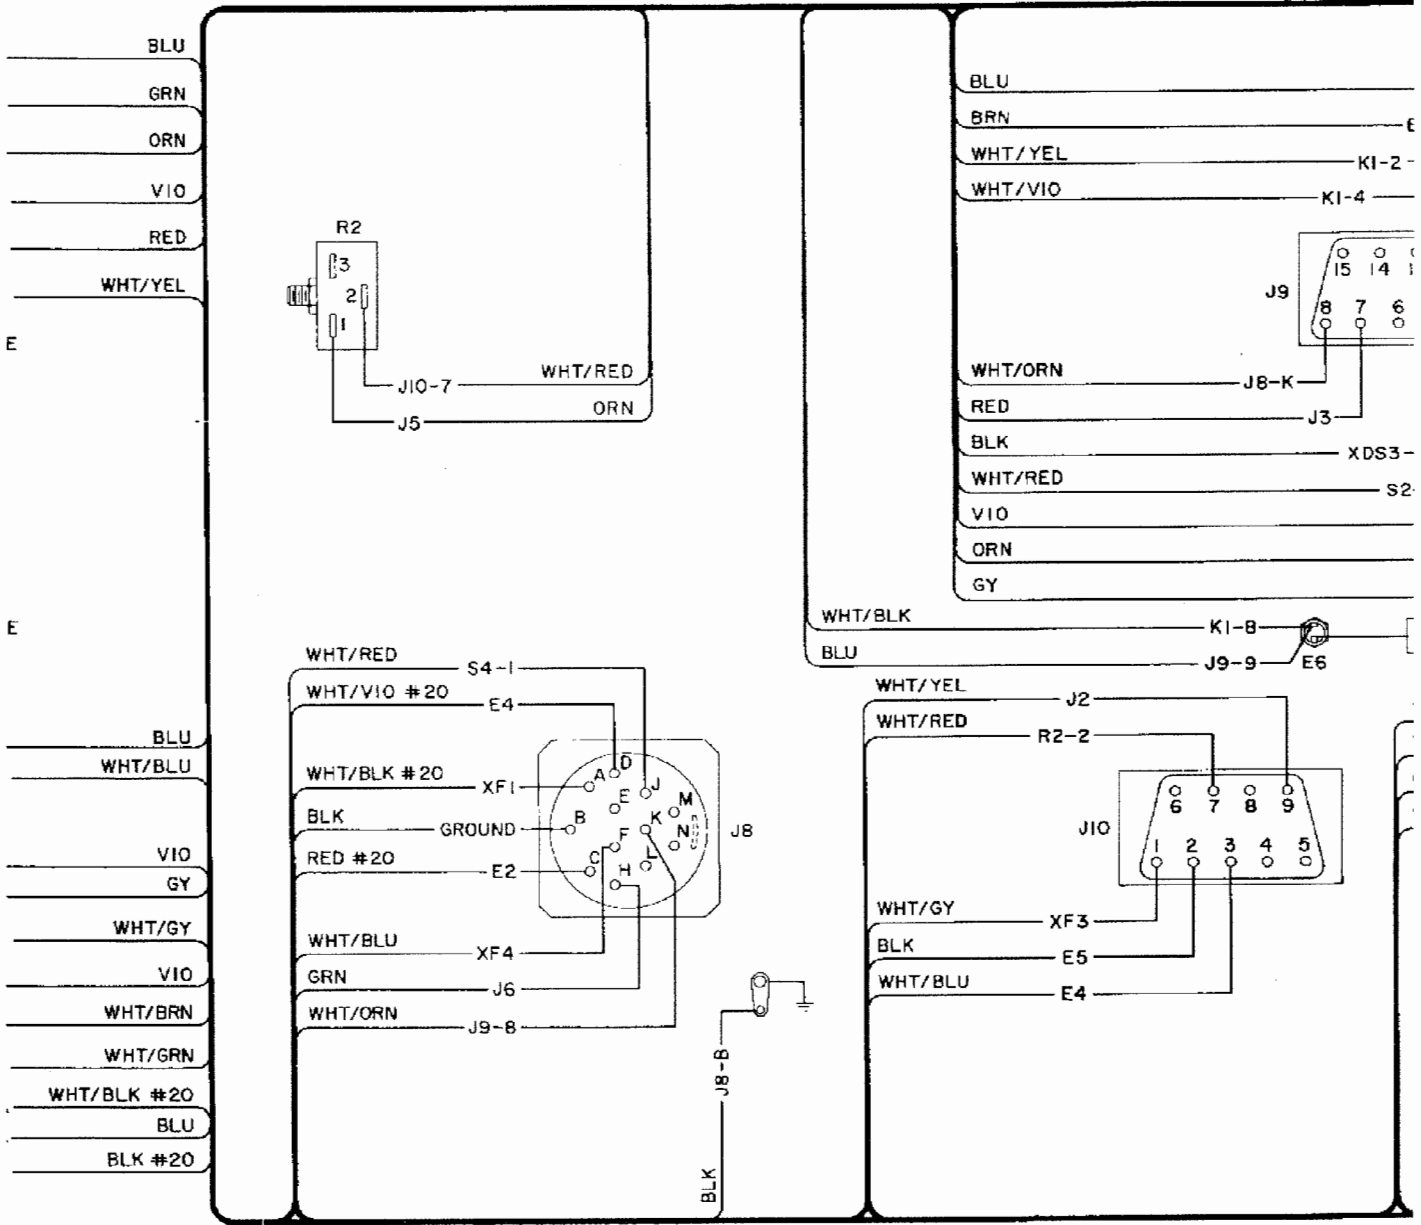 BLU
GRN
ORN
VIO
RED
WHT/YEL
E
E
BLU
WHT/BLU
VIO
GY
WHT/GY
VIO
WHT/BRN
WHT/GRN
WHT/BLK #20
BLU
BLK #20
R2
3
2
1
J10-7 WHT/RED
J5 ORN
WHT/RED S4-1
WHT/VIO #20 E4
WHT/BLK #20 XF1
BLK GROUND
RED #20 E2
WHT/BLU XF4
GRN J6
WHT/ORN J9-8
A D J
E M
B F K N
C H L
J8
J8-B
BLK
BLU
BRN E
WHT/YEL K1-2
WHT/VIO K1-4
J9
15 14 1
8 7 6
WHT/ORN J8-K
RED J3
BLK XDS3-
WHT/RED S2-
VIO
ORN
GY
WHT/BLK K1-8
BLU J9-9 E6
WHT/YEL J2
WHT/RED R2-2
J10
6 7 8 9
1 2 3 4 5
WHT/GY XF3
BLK E5
WHT/BLU E4